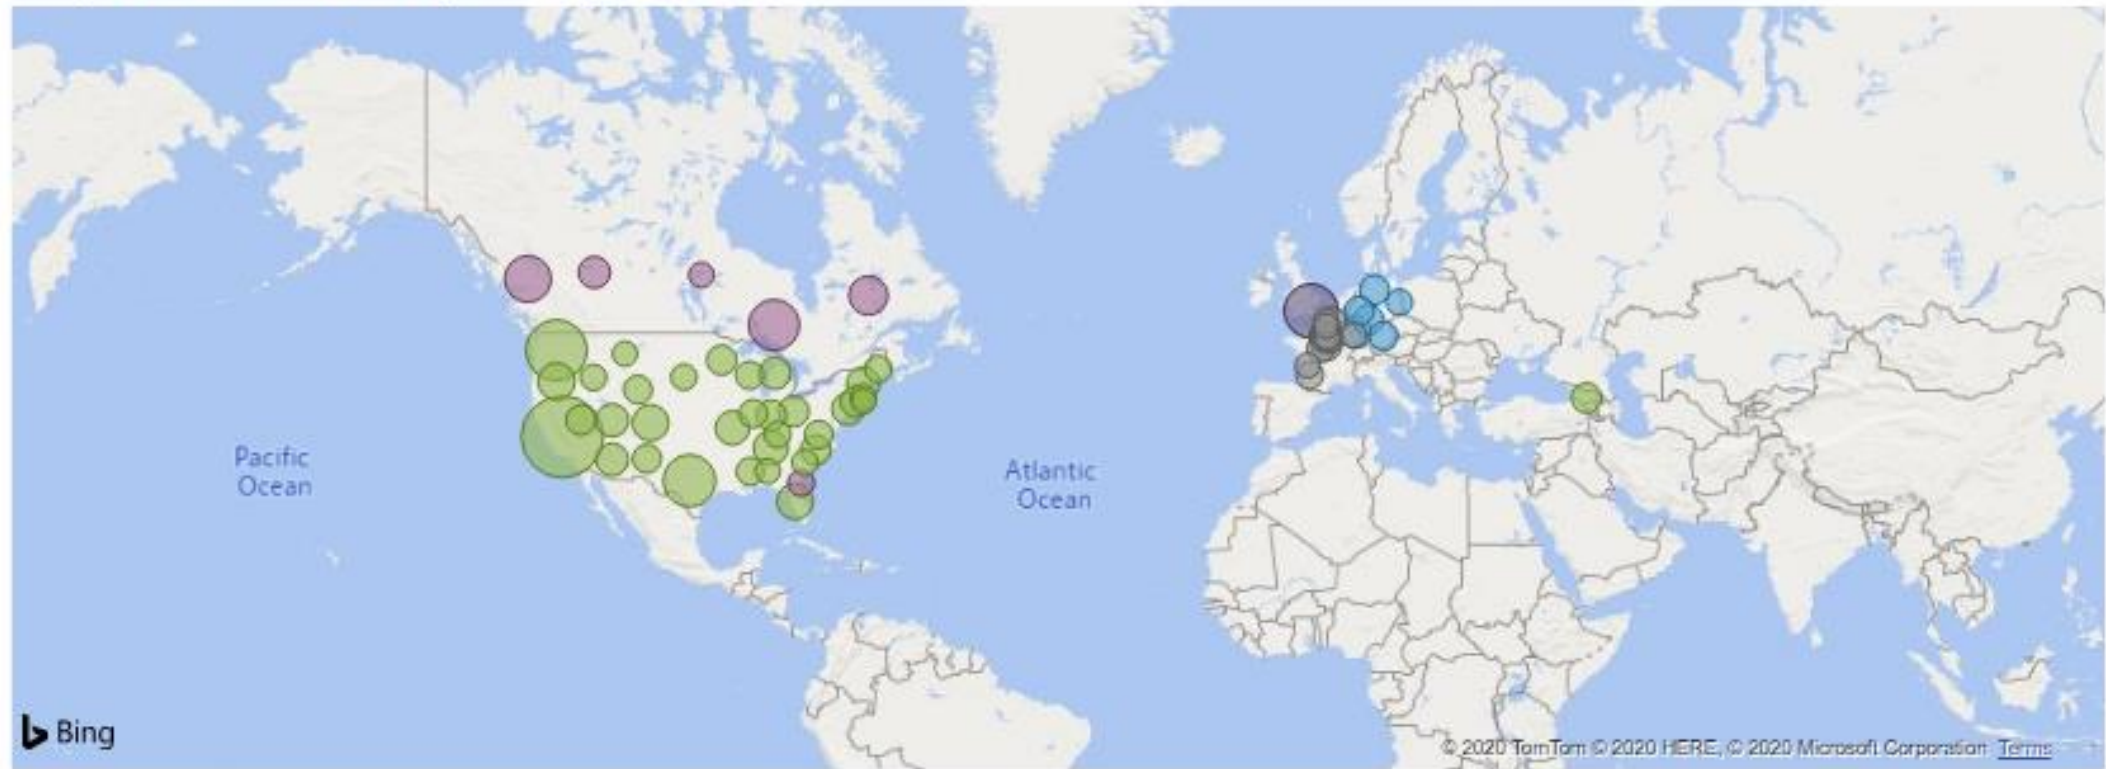 Pacific
Ocean
Atlantic
Ocean
Bing
© 2020 TomTom © 2020 HERE, © 2020 Microsoft Corporation Terms